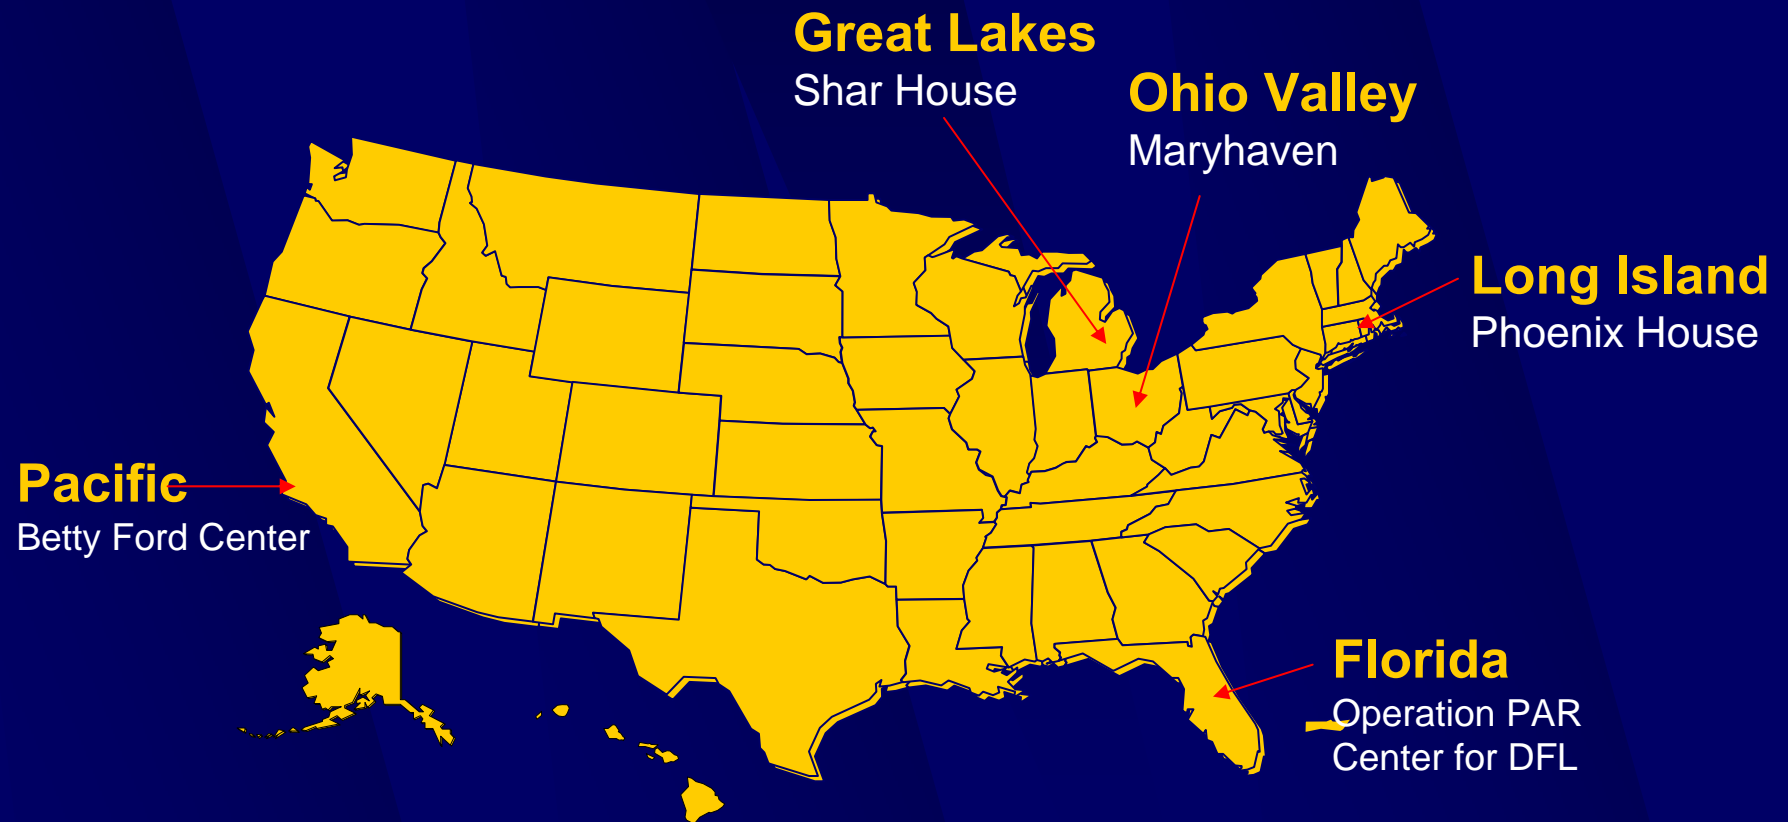 Great Lakes
Shar House
Ohio Valley
Maryhaven
Long Island
Phoenix House
Pacific
Betty Ford Center
Florida
Operation PAR
Center for DFL